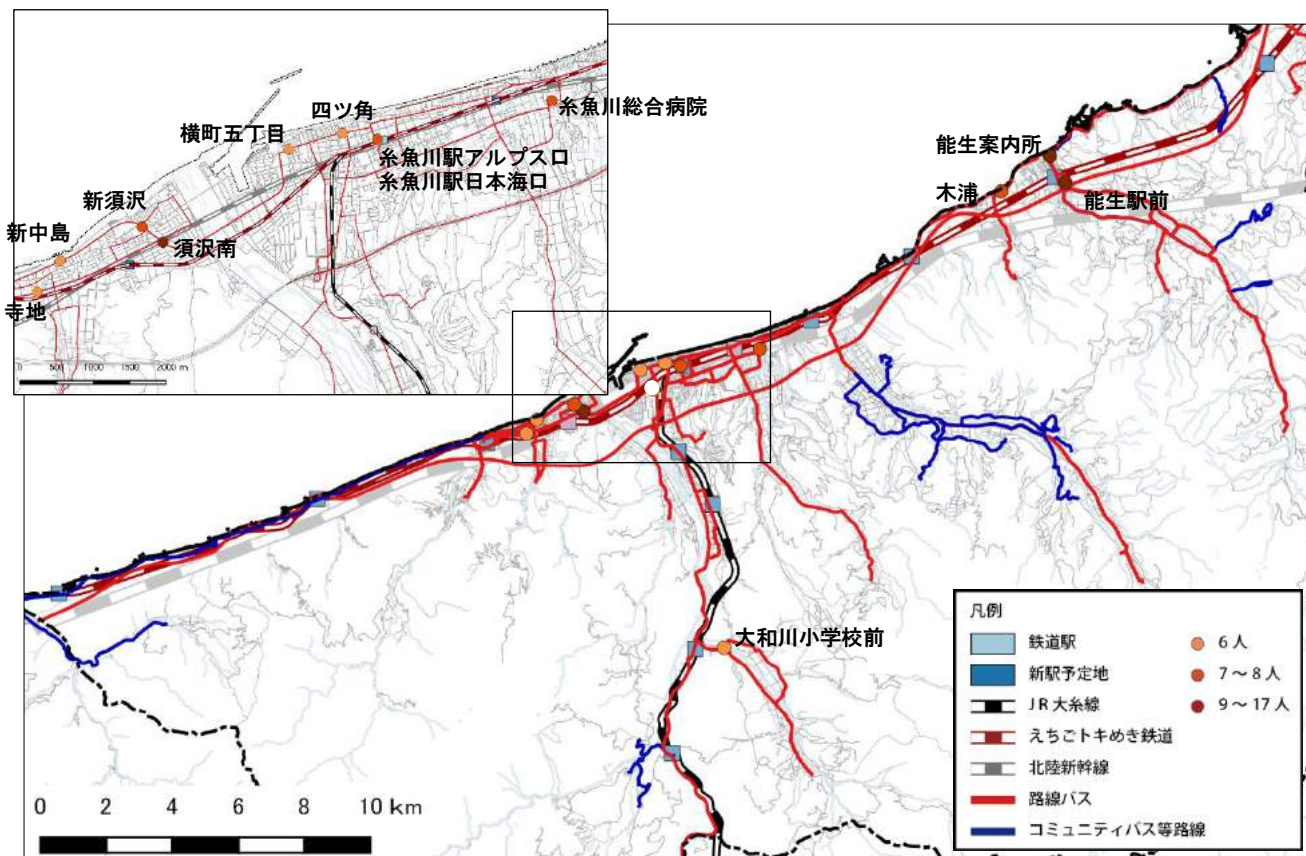 四ツ角
糸魚川総合病院
横町五丁目
糸魚川駅アルプス口
糸魚川駅日本海口
新須沢
新中島
須沢南
寺地
0 500 1000 1500 2000 m
能生案内所
木浦
能生駅前
大和川小学校前
0 2 4 6 8 10 km
凡例
鉄道駅
新駅予定地
JR大糸線
えちごトキめき鉄道
北陸新幹線
路線バス
コミュニティバス等路線
6人
7～8人
9～17人